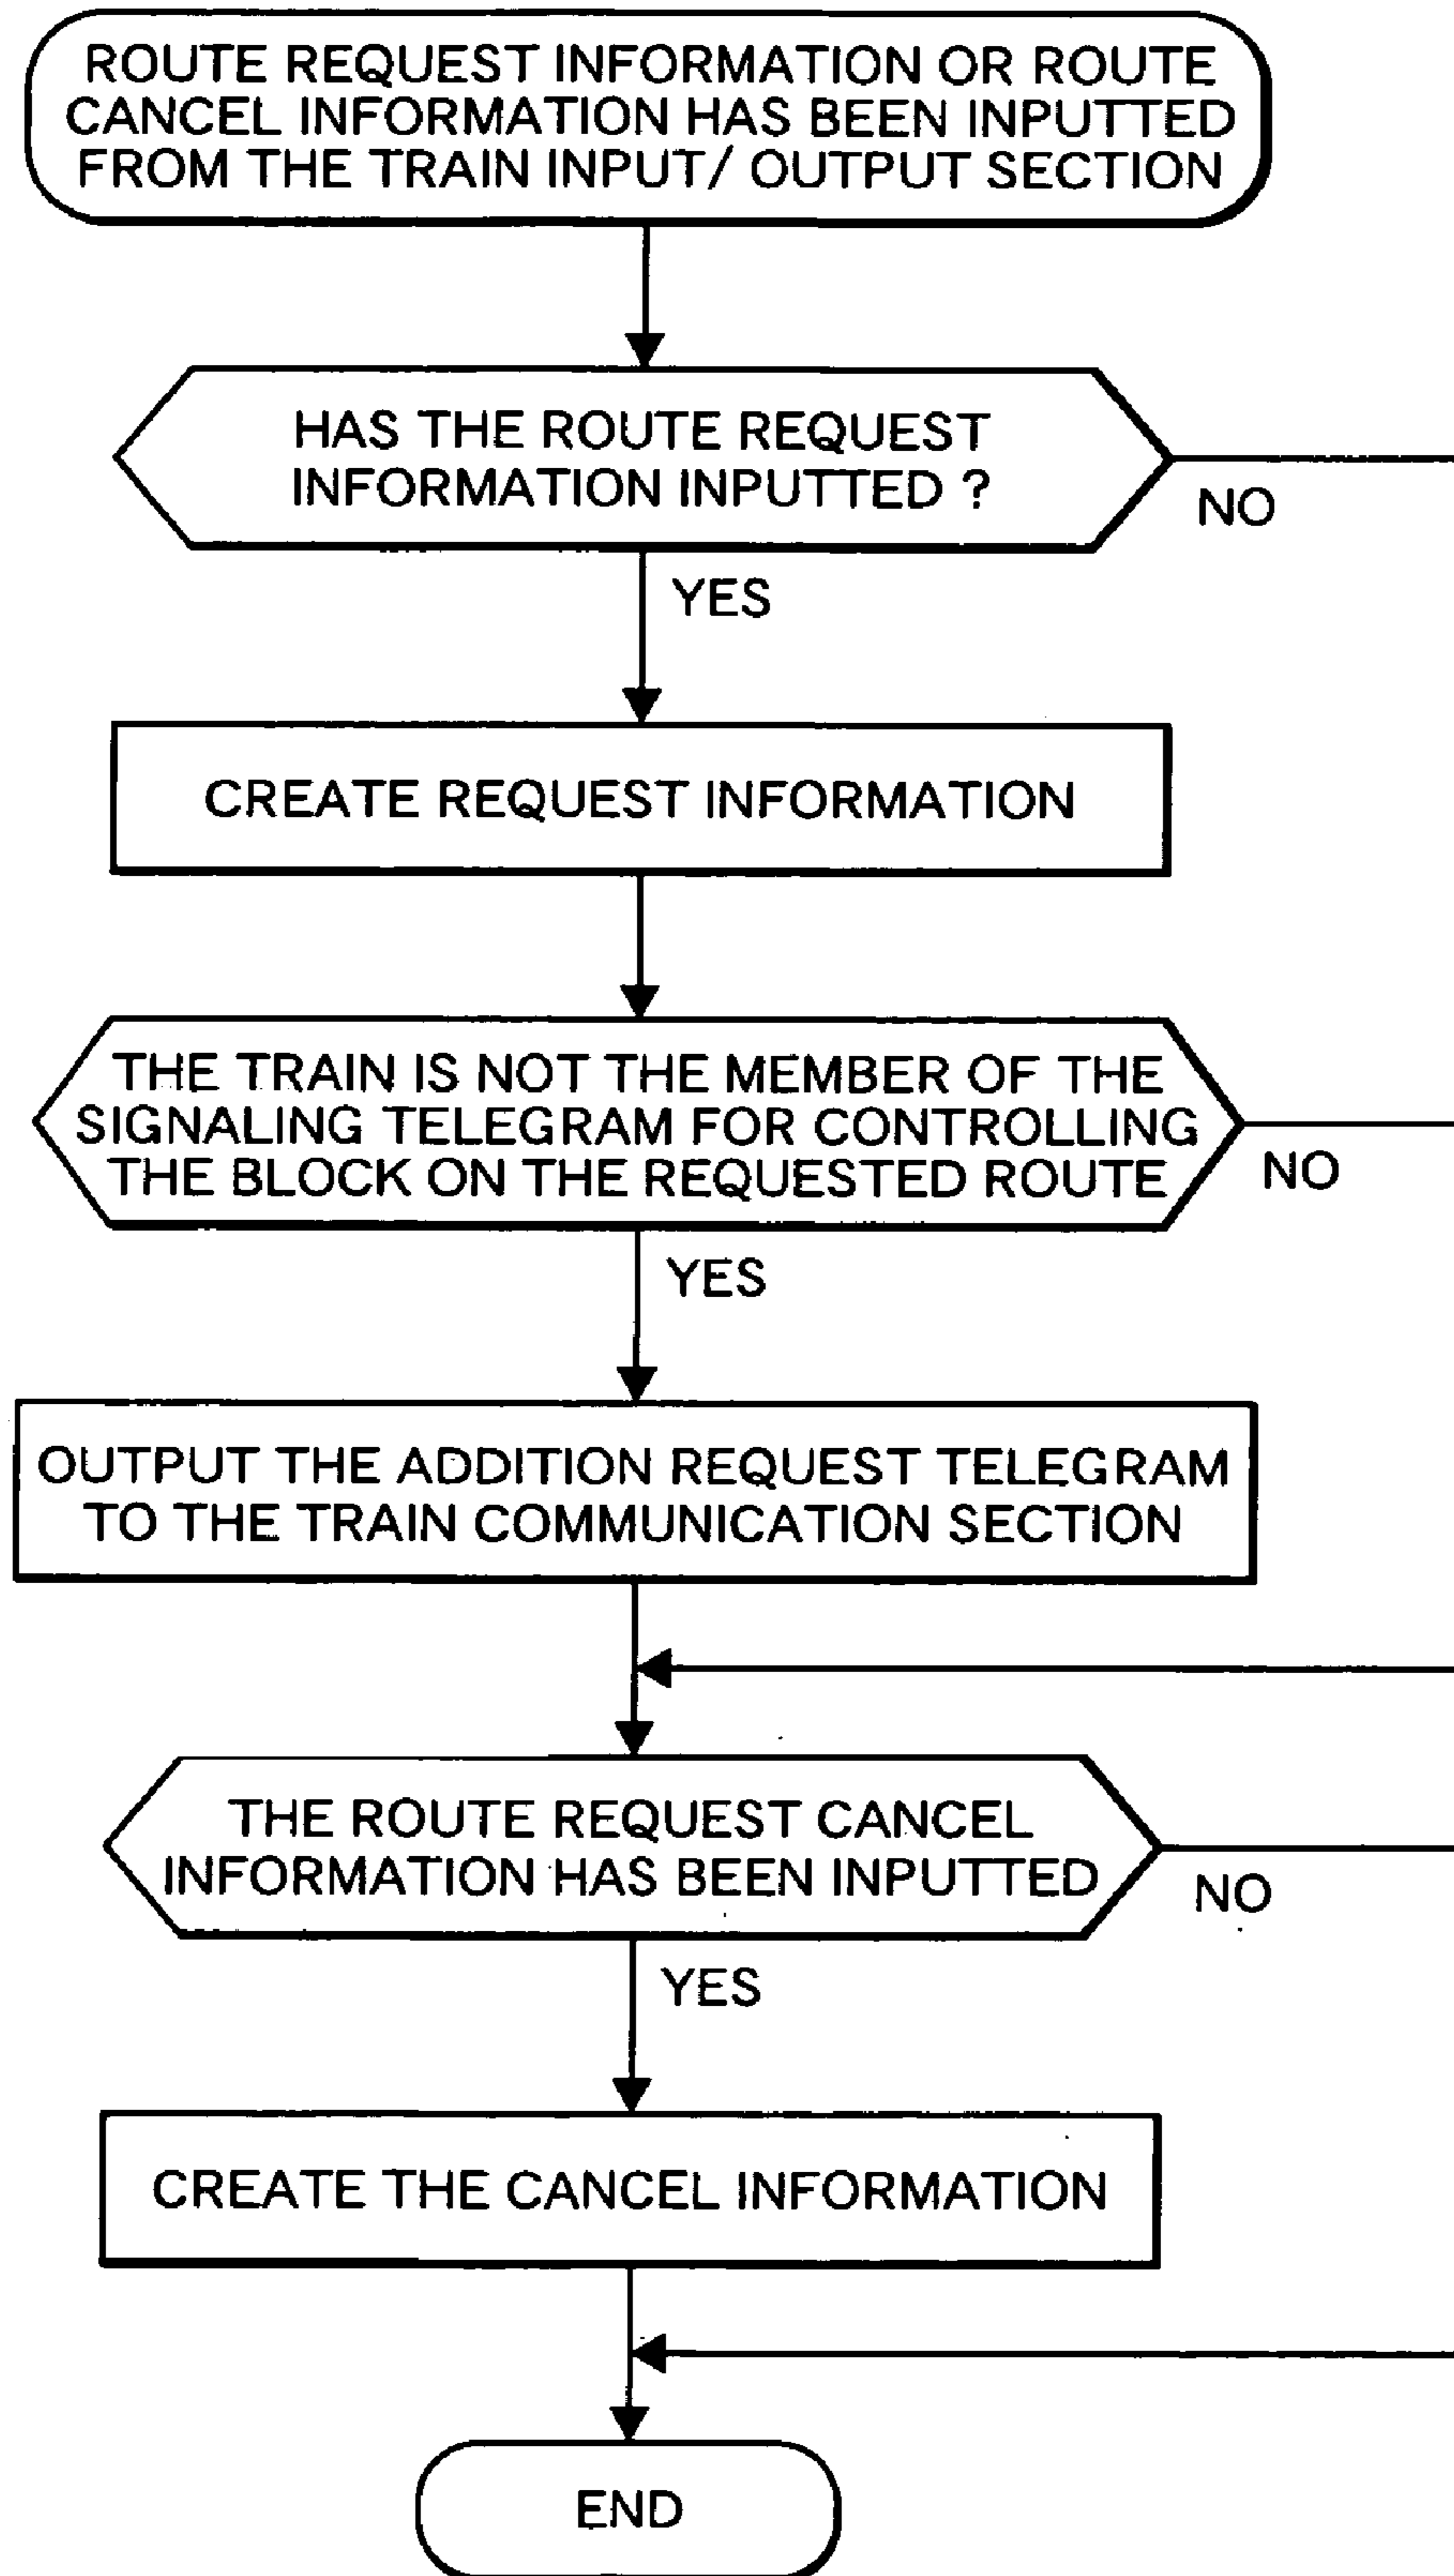 ROUTE REQUEST INFORMATION OR ROUTE
CANCEL INFORMATION HAS BEEN INPUTTED
FROM THE TRAIN INPUT/ OUTPUT SECTION
HAS THE ROUTE REQUEST
INFORMATION INPUTTED ?
NO
YES
CREATE REQUEST INFORMATION
THE TRAIN IS NOT THE MEMBER OF THE
SIGNALING TELEGRAM FOR CONTROLLING
THE BLOCK ON THE REQUESTED ROUTE
NO
YES
OUTPUT THE ADDITION REQUEST TELEGRAM
TO THE TRAIN COMMUNICATION SECTION
THE ROUTE REQUEST CANCEL
INFORMATION HAS BEEN INPUTTED
NO
YES
CREATE THE CANCEL INFORMATION
END